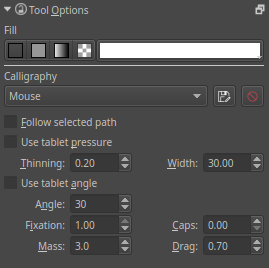 Tool Options
Fill
Calligraphy
Mouse
Follow selected path
Use tablet pressure
Thinning: 0.20 Width: 30.00
Use tablet angle
Angle: 30
Fixation: 1.00 Caps: 0.00
Mass: 3.0 Drag: 0.70